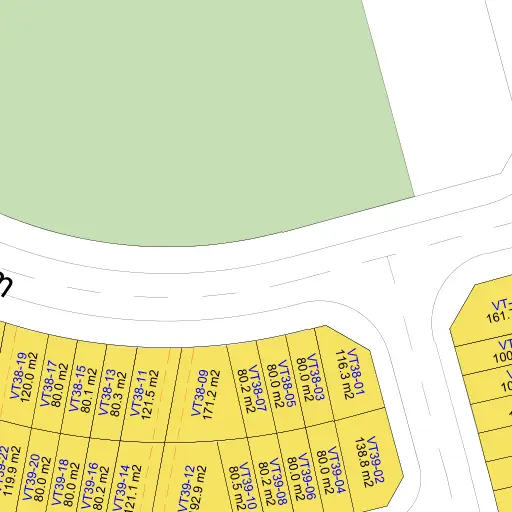 m
VT38-19
120.0 m2
VT38-17
80.0 m2
VT38-15
80.1 m2
VT38-13
80.3 m2
VT38-11
121.5 m2
VT38-09
171.2 m2
VT38-07
80.2 m2
VT38-05
80.0 m2
VT38-03
80.0 m2
VT38-01
116.3 m2
VT-
161.
VT
100
119.9 m2
VT39-20
80.0 m2
VT39-18
80.0 m2
VT39-16
80.2 m2
VT39-14
21.1 m2
VT39-12
92.9 m2
VT39-10
80.5 m2
VT39-08
80.2 m2
VT39-06
80.0 m2
VT39-04
80.0 m2
VT39-02
138.8 m2